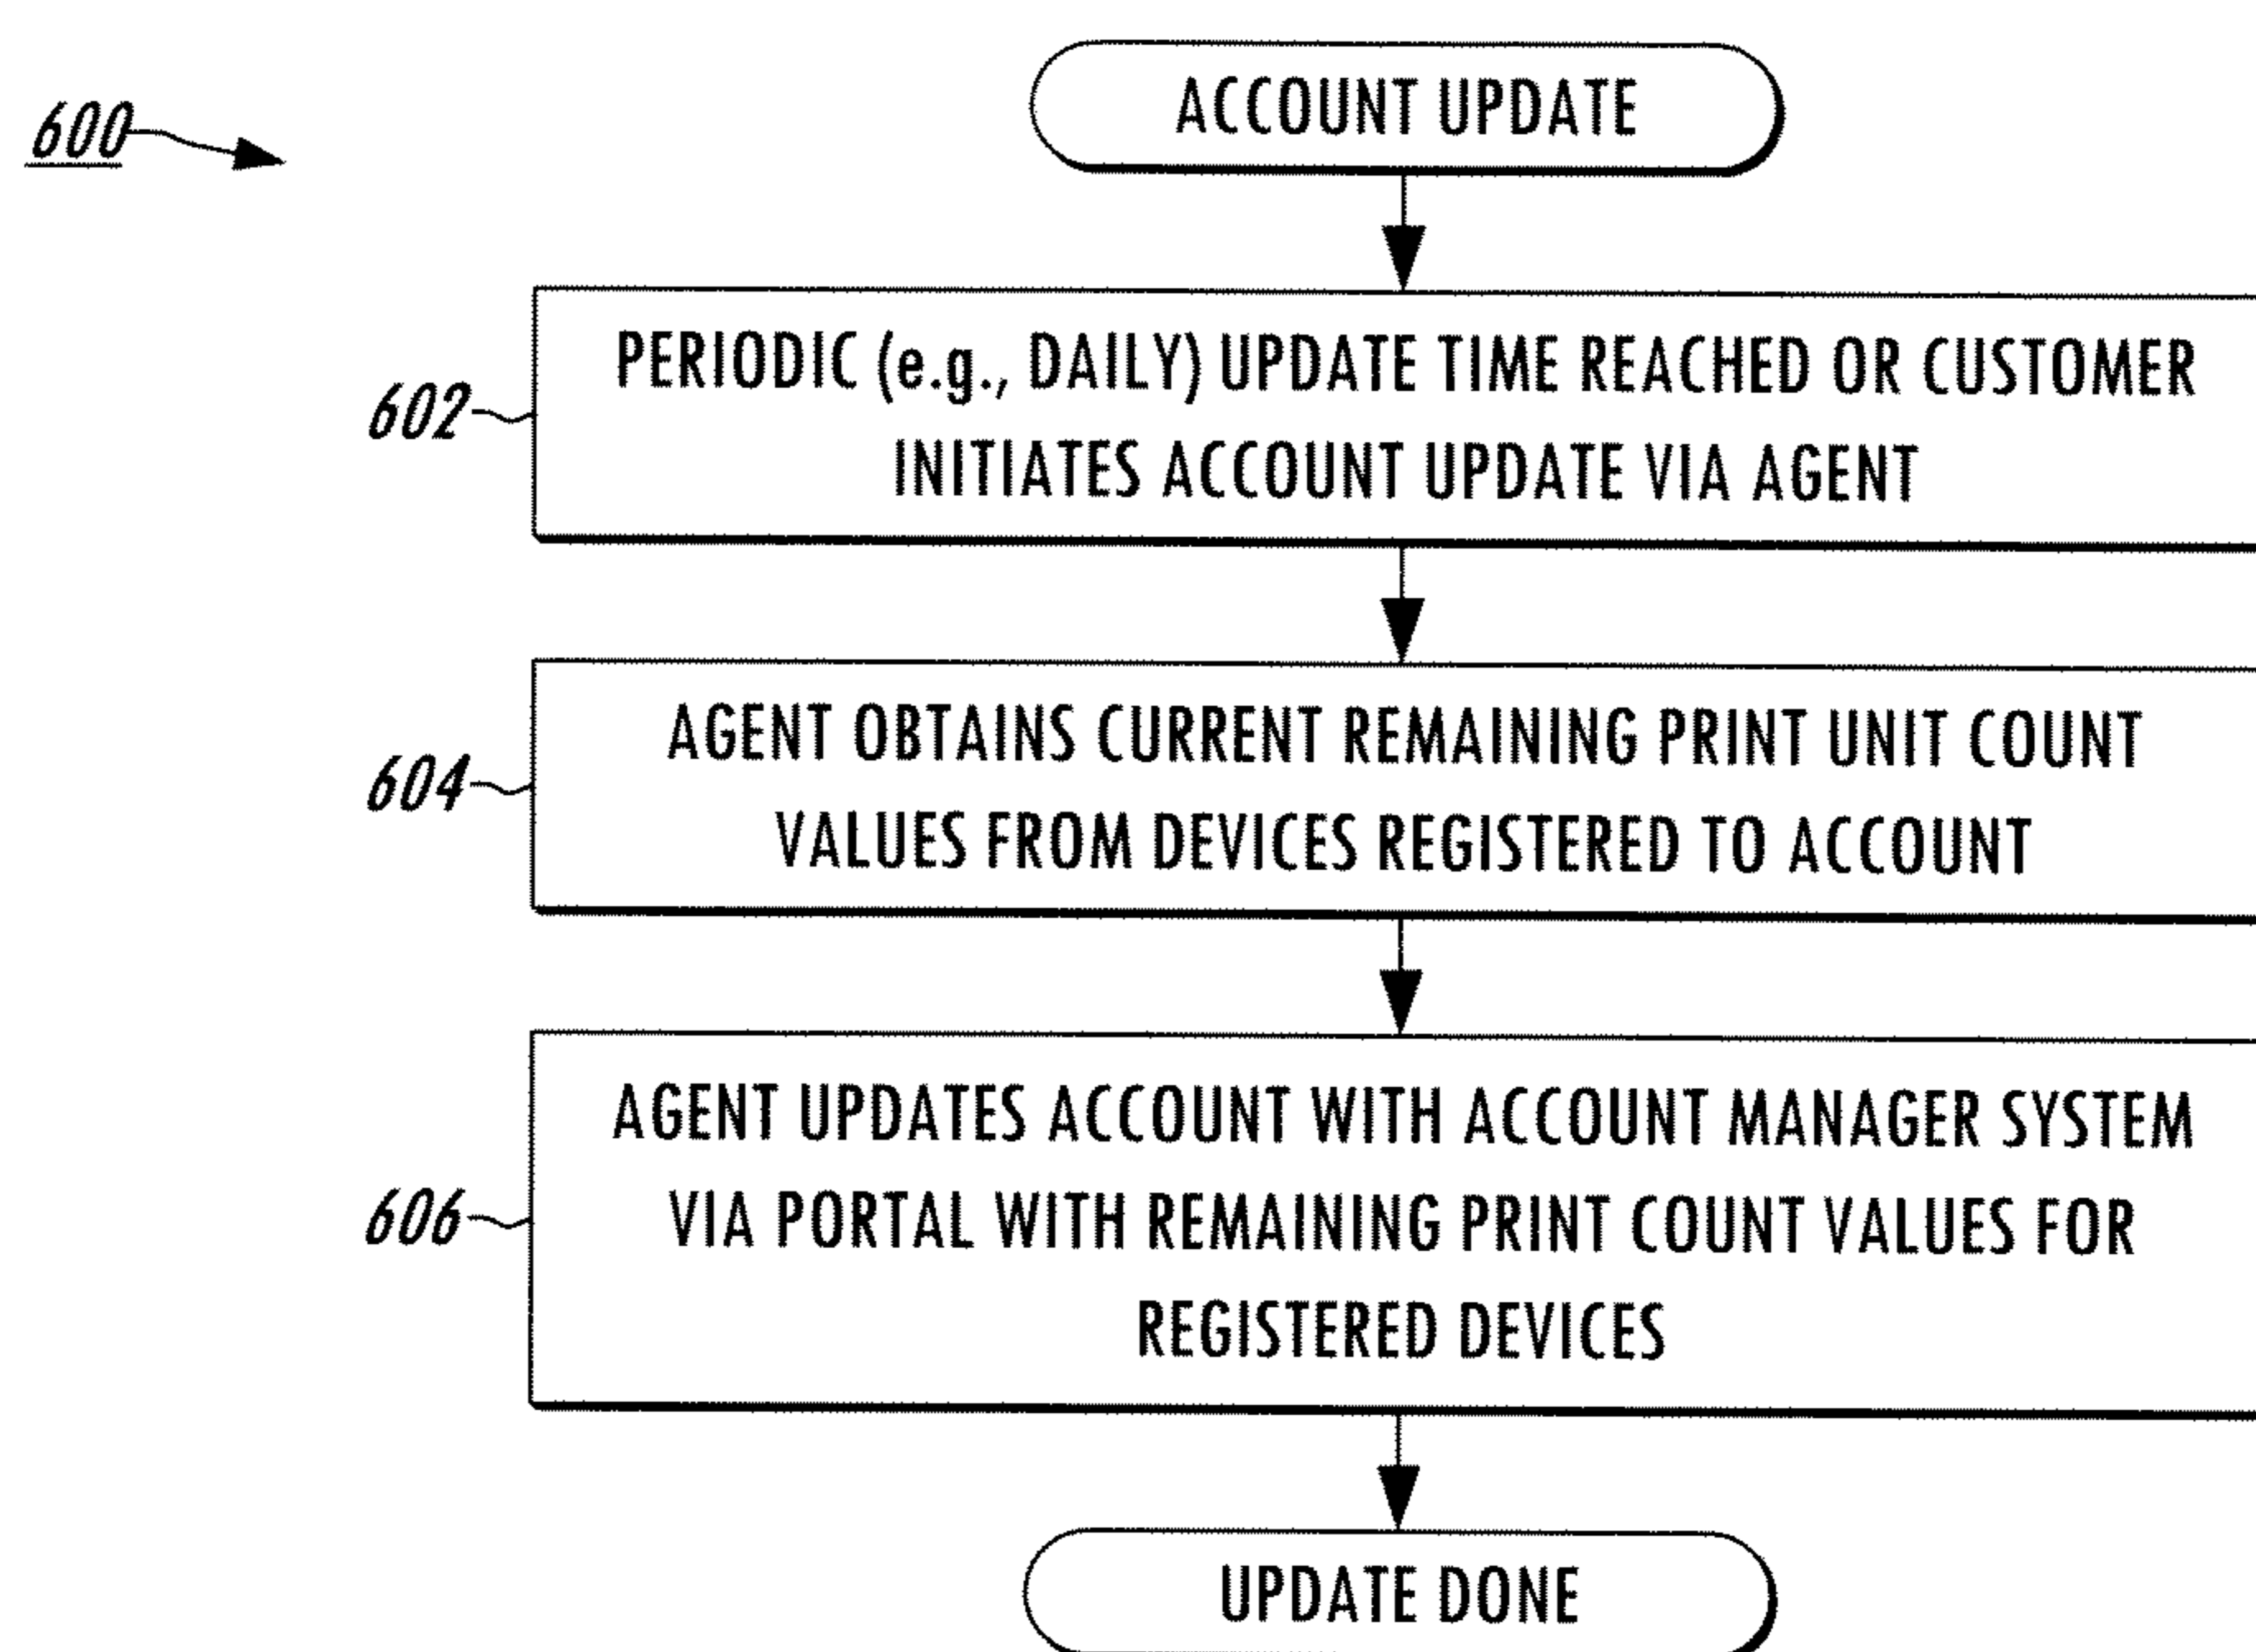 600
ACCOUNT UPDATE
PERIODIC (e.g., DAILY) UPDATE TIME REACHED OR CUSTOMER
INITIATES ACCOUNT UPDATE VIA AGENT
602
AGENT OBTAINS CURRENT REMAINING PRINT UNIT COUNT
VALUES FROM DEVICES REGISTERED TO ACCOUNT
604
AGENT UPDATES ACCOUNT WITH ACCOUNT MANAGER SYSTEM
VIA PORTAL WITH REMAINING PRINT COUNT VALUES FOR
REGISTERED DEVICES
606
UPDATE DONE